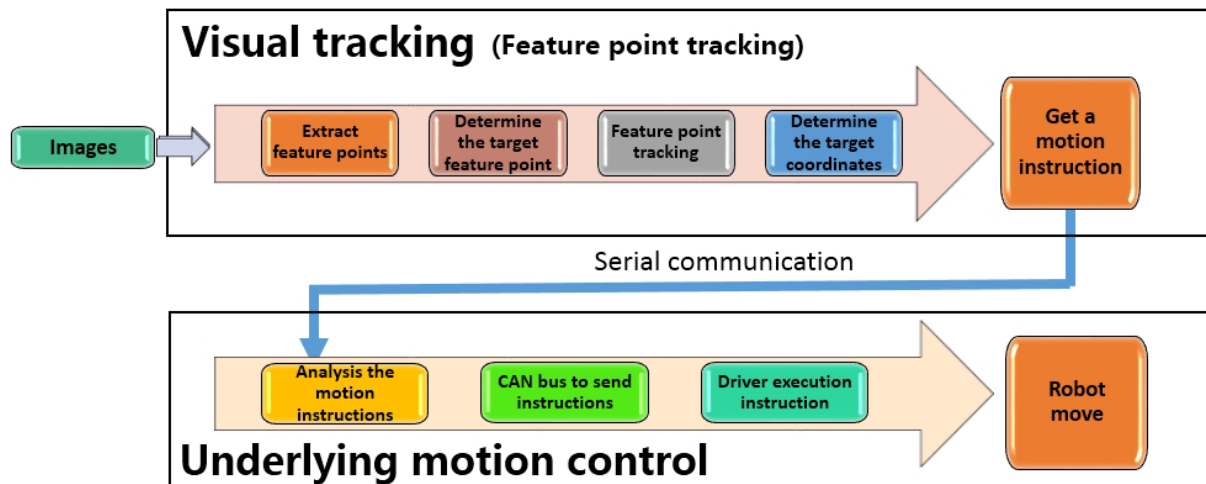 Visual tracking (Feature point tracking)
Images
Extract
feature points
Determine
the target
feature point
Feature point
tracking
Determine
the target
coordinates
Get a
motion
instruction
Serial communication
Analysis the
motion
instructions
CAN bus to send
instructions
Driver execution
instruction
Robot
move
Underlying motion control